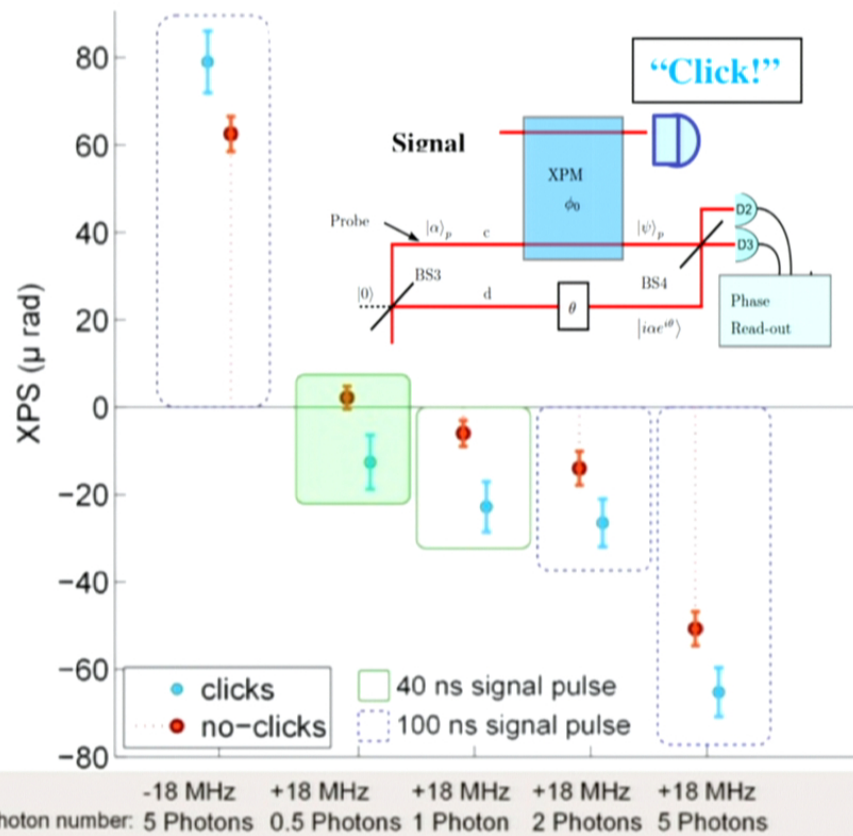 80
60
40
20
0
−20
−40
−60
−80
XPS (μ rad)
“Click!”
Signal
XPM
ϕ₀
Probe
|α⟩ₚ
c
|ψ⟩ₚ
D2
D3
BS3
BS4
|0⟩
d
θ
|iαe^{iθ}⟩
Phase
Read-out
clicks
no−clicks
40 ns signal pulse
100 ns signal pulse
-18 MHz +18 MHz +18 MHz +18 MHz +18 MHz
hoton number: 5 Photons 0.5 Photons 1 Photon 2 Photons 5 Photons